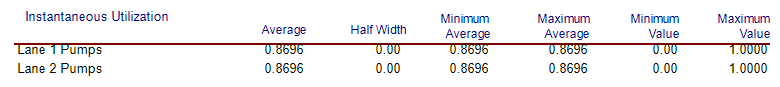 Instantaneous Utilization
Average Half Width Minimum Average Maximum Average Minimum Value Maximum Value
Lane 1 Pumps 0.8696 0.00 0.8696 0.8696 0.00 1.0000
Lane 2 Pumps 0.8696 0.00 0.8696 0.8696 0.00 1.0000